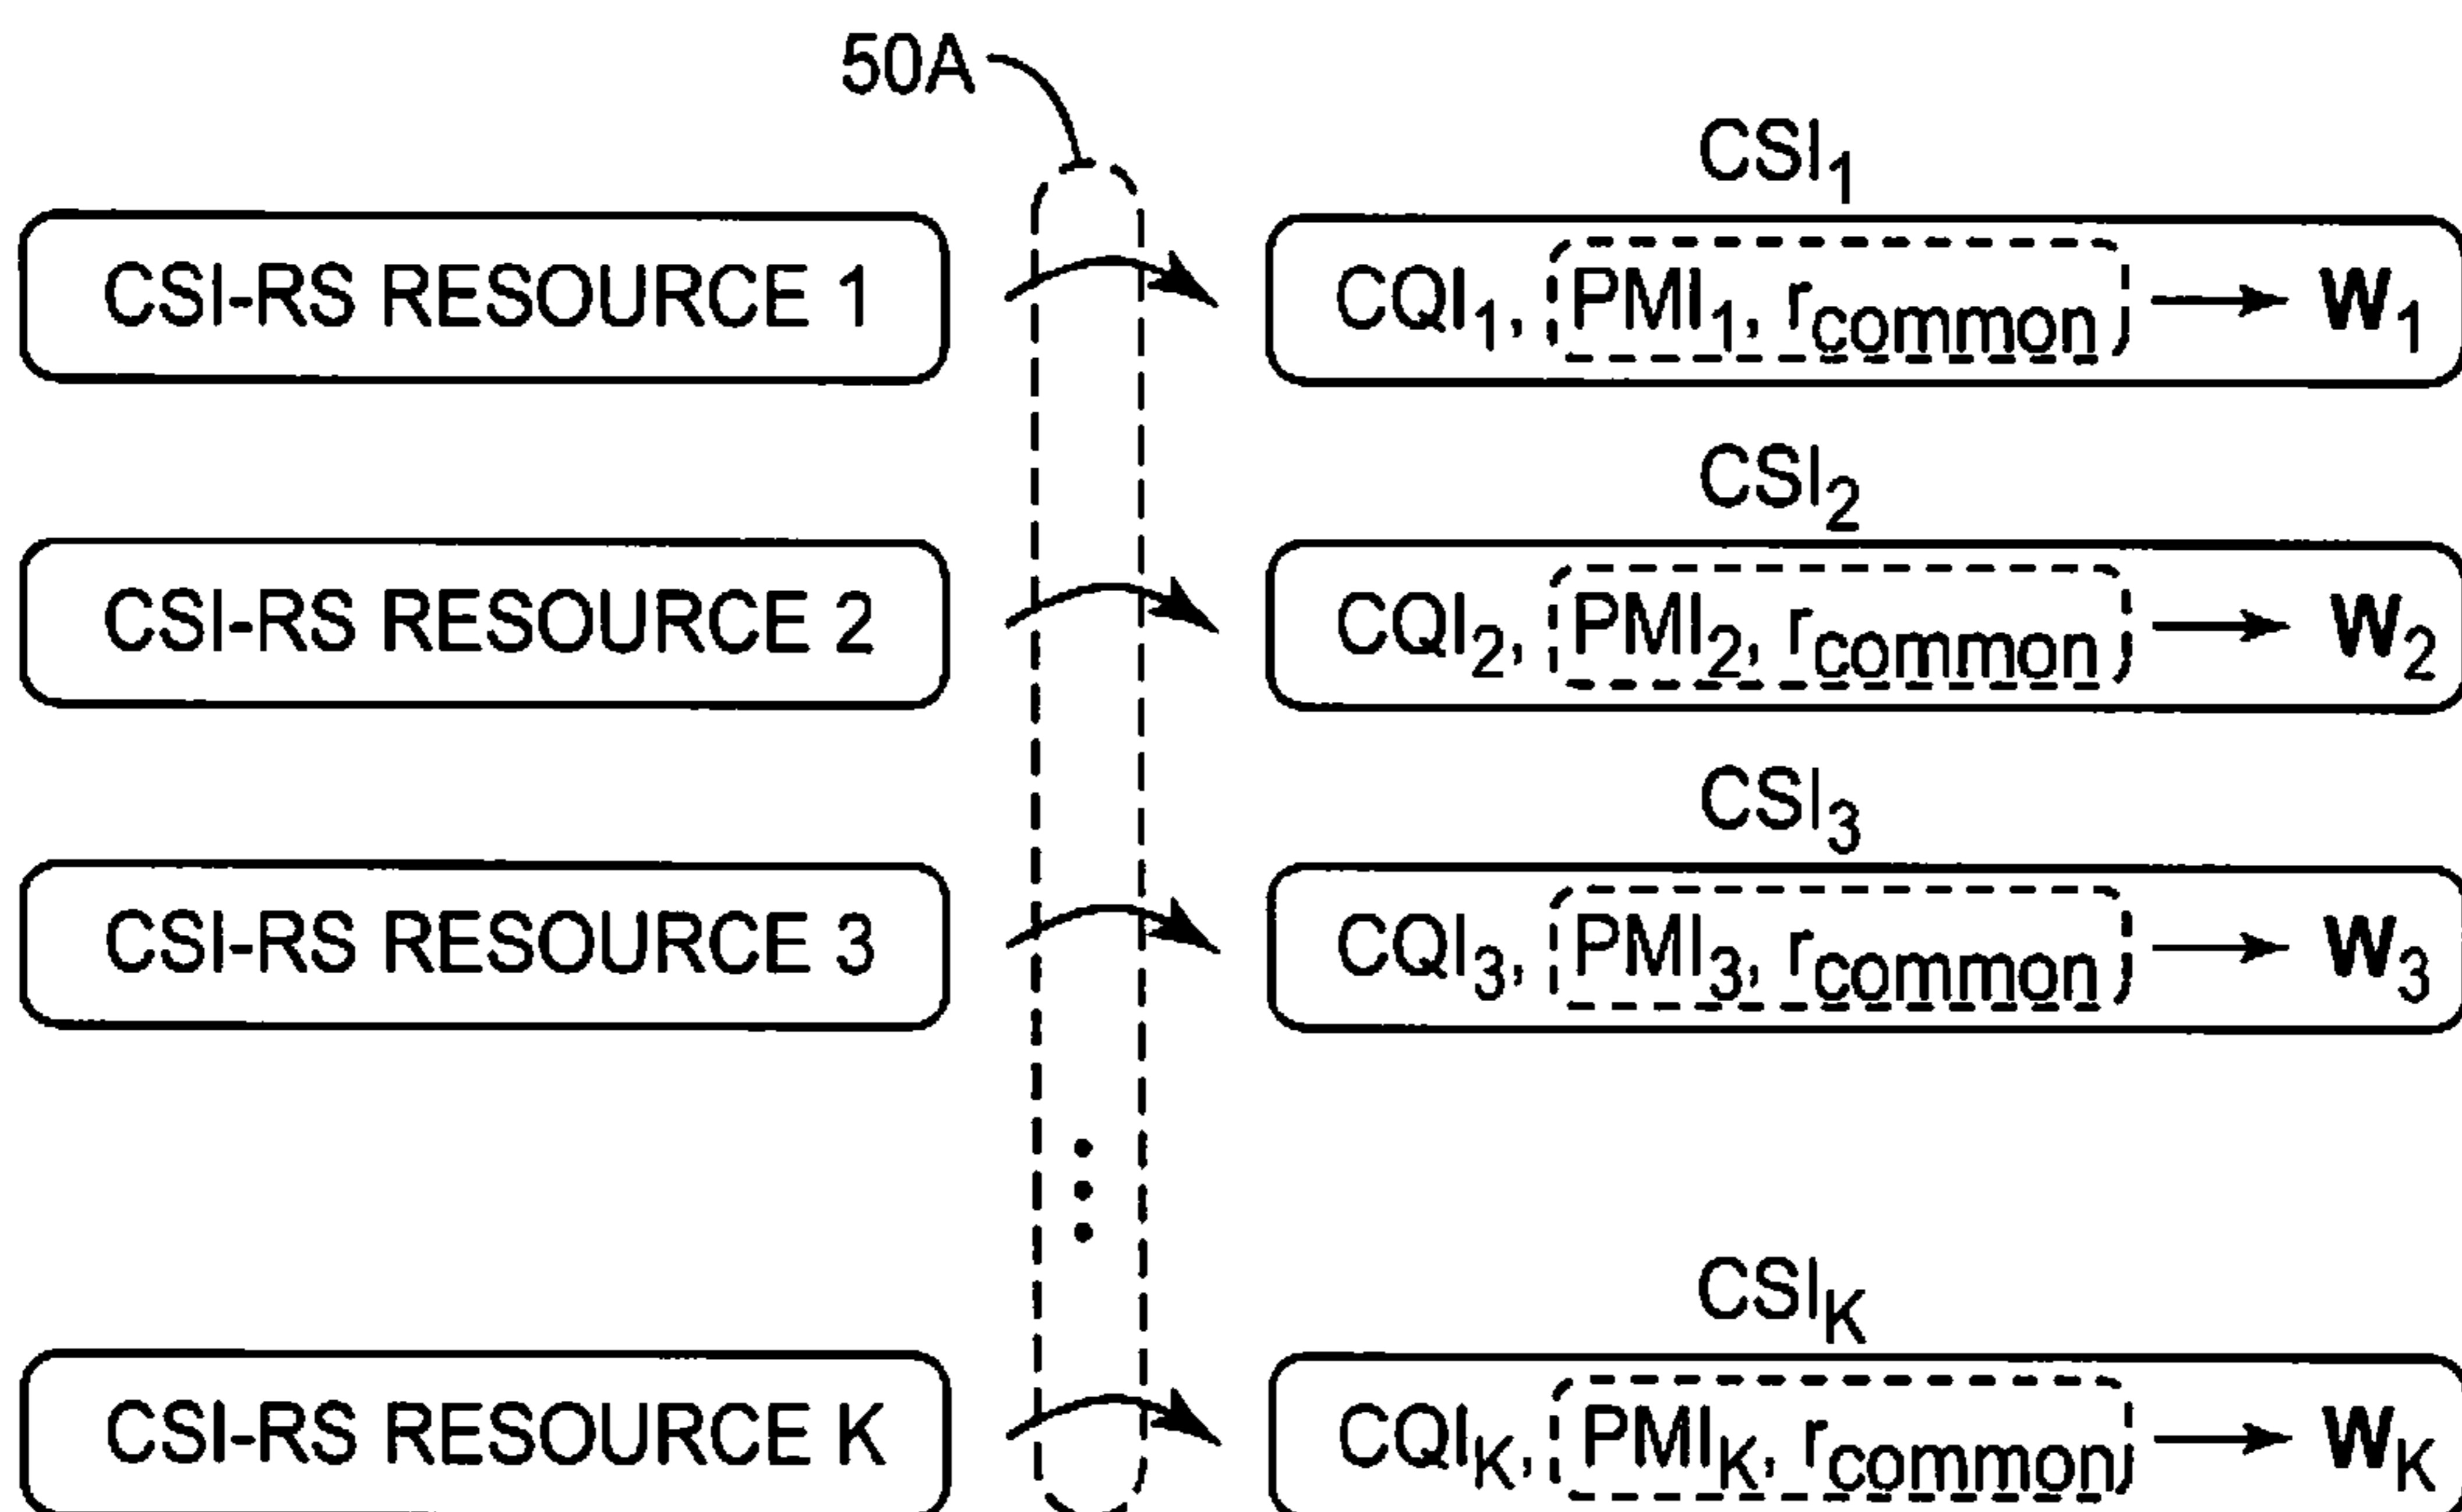 50A
CSI1
CSI-RS RESOURCE 1
CQI1, PMI1, rcommon W1
CSI2
CSI-RS RESOURCE 2
CQI2, PMI2, rcommon W2
CSI3
CSI-RS RESOURCE 3
CQI3, PMI3, rcommon W3
CSIK
CSI-RS RESOURCE K
CQIK, PMIK, rcommon WK